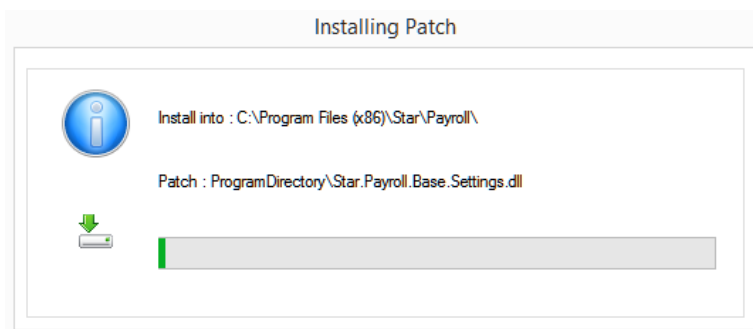 Installing Patch
Install into : C:\Program Files (x86)\Star\Payroll\
Patch : ProgramDirectory\Star.Payroll.Base.Settings.dll